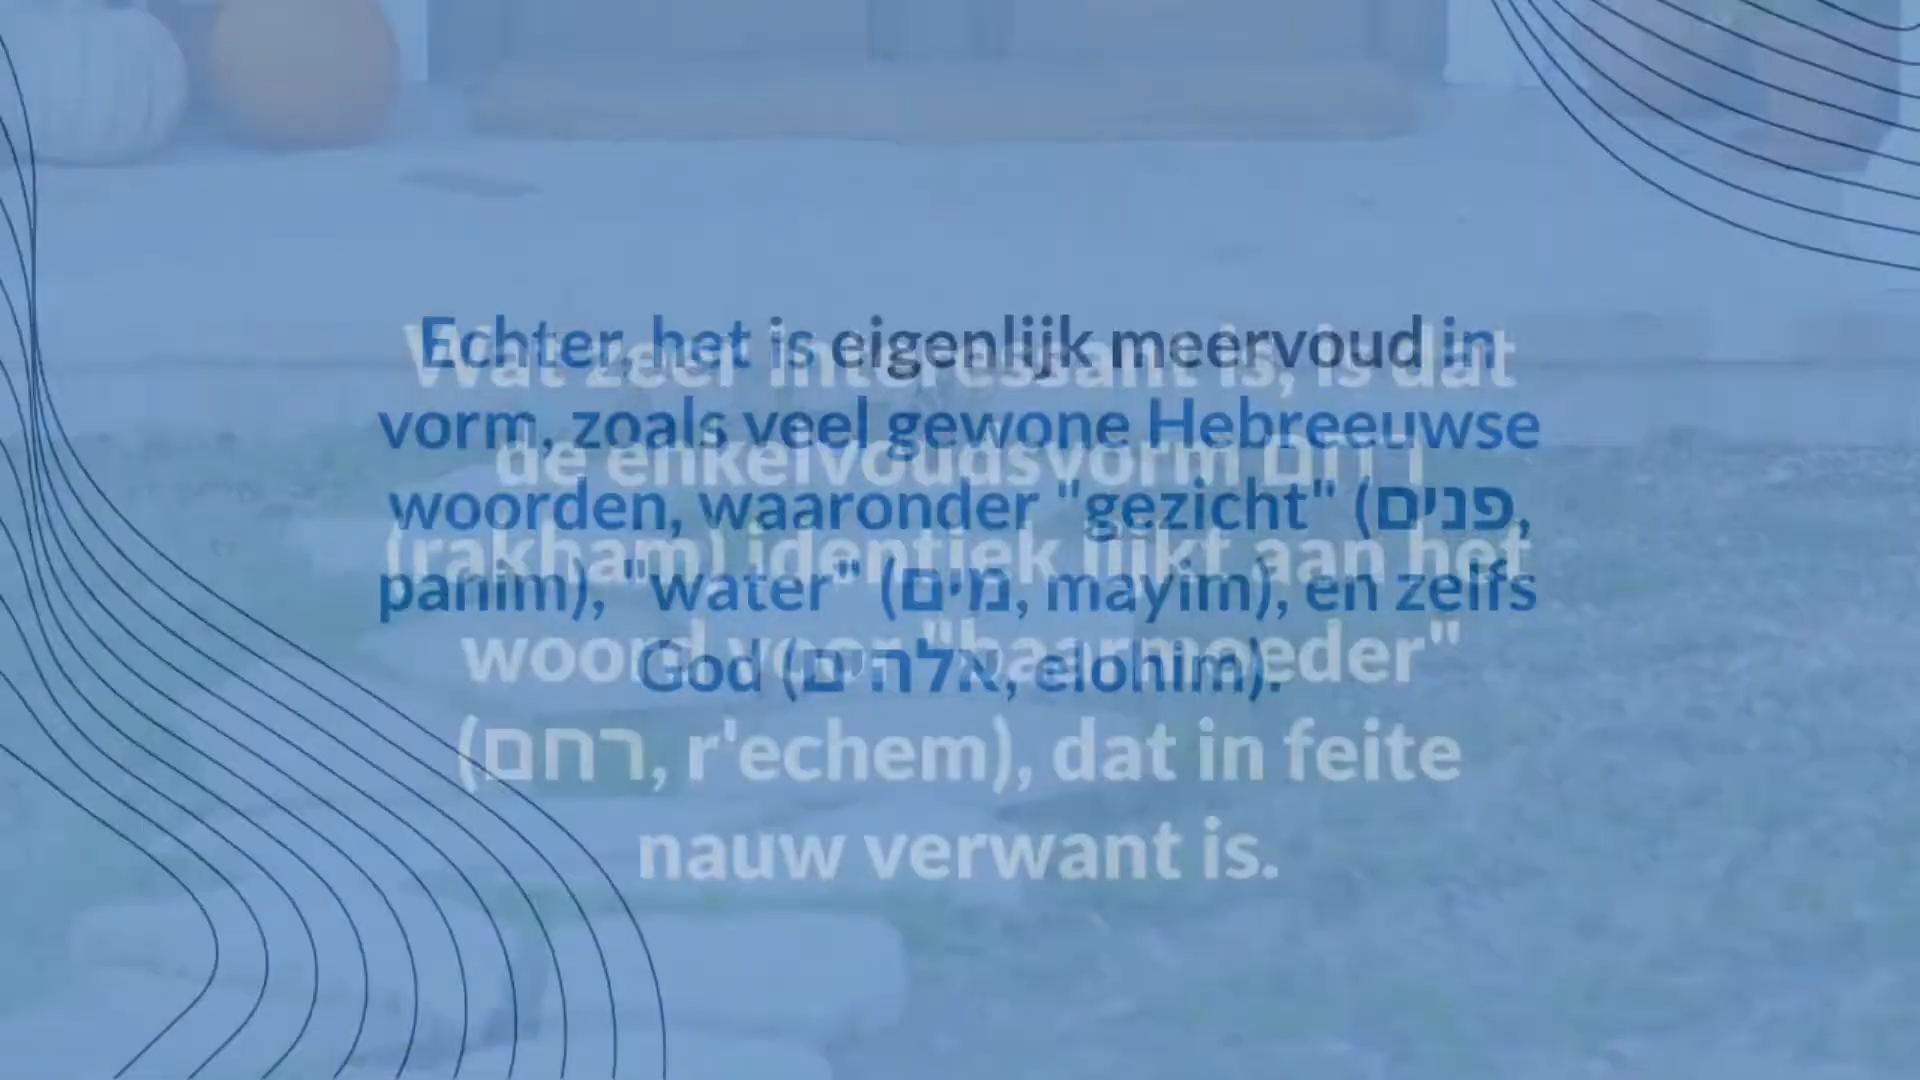 Echter, het is eigenlijk meervoud in
vorm, zoals veel gewone Hebreeuwse
woorden, waaronder "gezicht" (פנים,
panim), "water" (מים, mayim), en zelfs
God (אלהים, elohim).
Wat zeer interessant is, is dat
de enkelvoudsvorm רחם
(rakham) identiek lijkt aan het
woord voor "baarmoeder"
(רחם, r'echem), dat in feite
nauw verwant is.